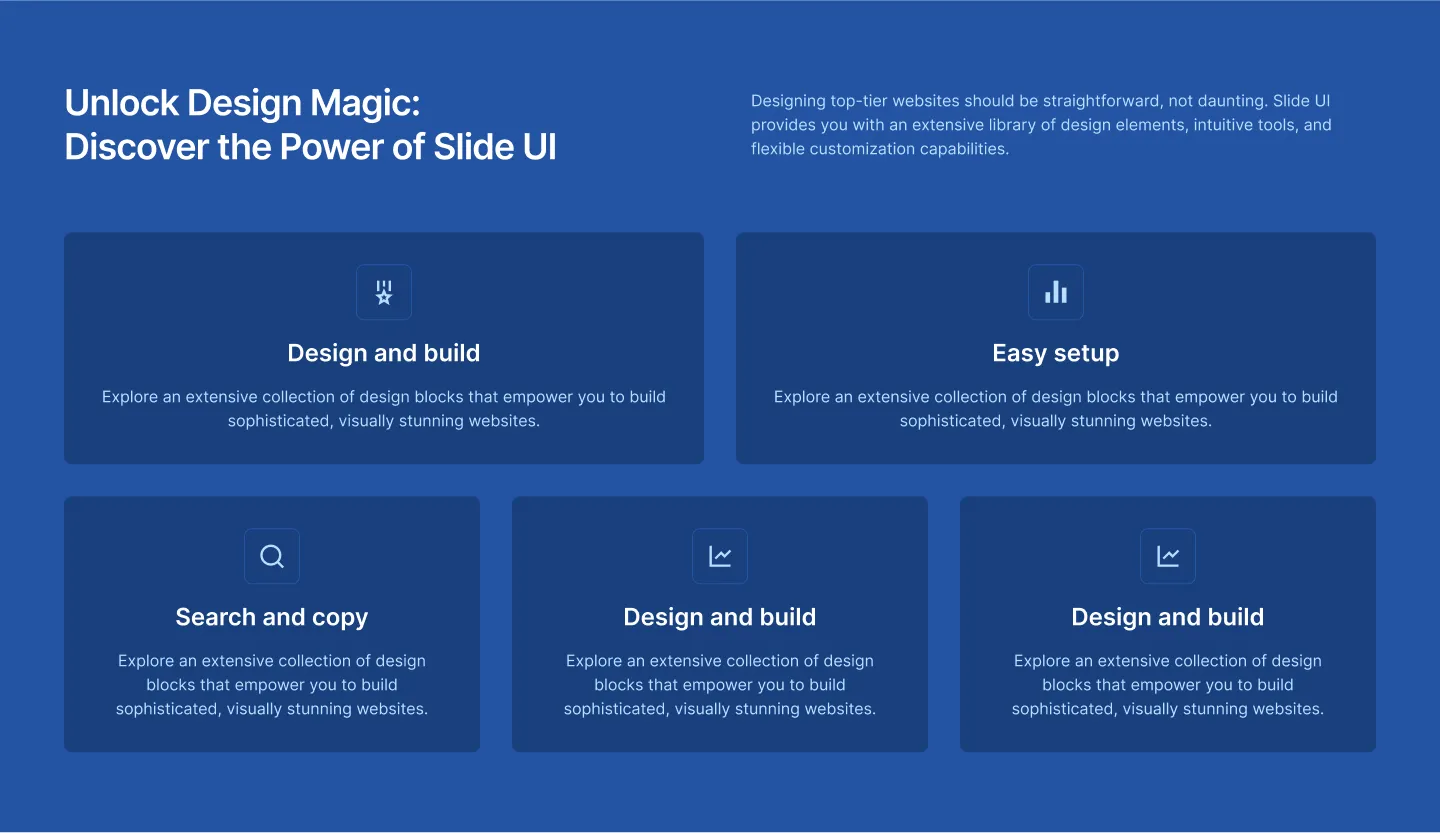 Unlock Design Magic:
Discover the Power of Slide UI
Designing top-tier websites should be straightforward, not daunting. Slide UI
provides you with an extensive library of design elements, intuitive tools, and
flexible customization capabilities.
Design and build
Explore an extensive collection of design blocks that empower you to build
sophisticated, visually stunning websites.
Easy setup
Explore an extensive collection of design blocks that empower you to build
sophisticated, visually stunning websites.
Search and copy
Explore an extensive collection of design
blocks that empower you to build
sophisticated, visually stunning websites.
Design and build
Explore an extensive collection of design
blocks that empower you to build
sophisticated, visually stunning websites.
Design and build
Explore an extensive collection of design
blocks that empower you to build
sophisticated, visually stunning websites.